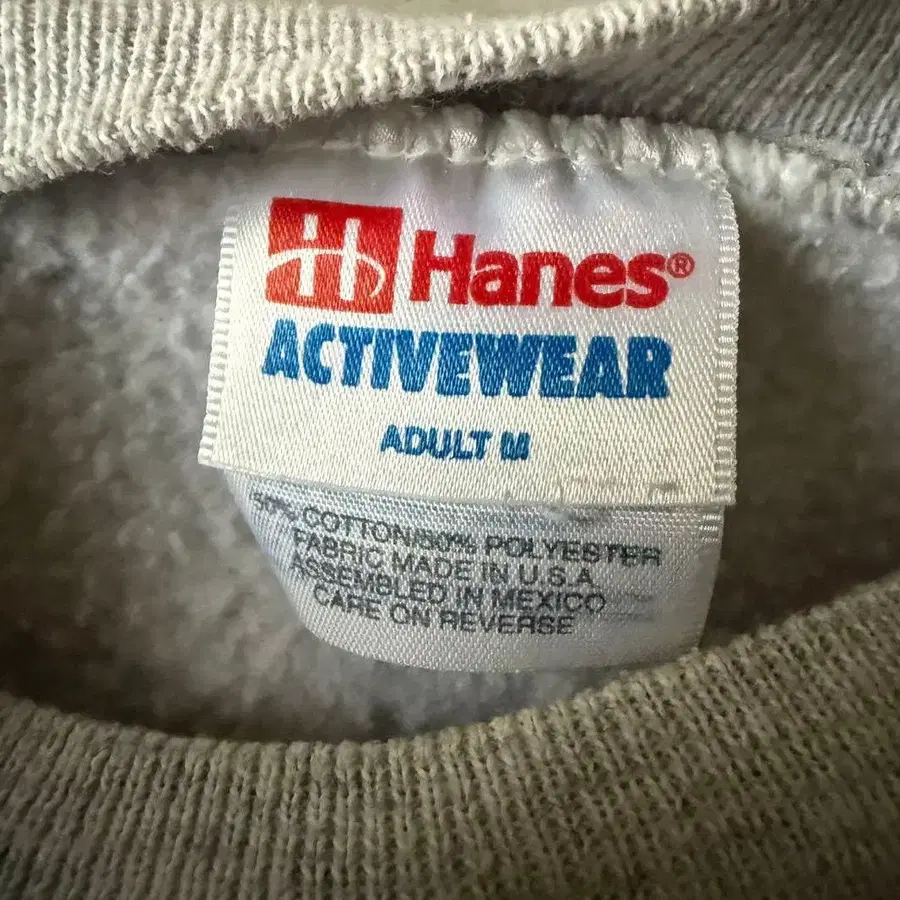 H Hanes®
ACTIVEWEAR
ADULT M
50% COTTON/50% POLYESTER
FABRIC MADE IN U.S.A.
ASSEMBLED IN MEXICO
CARE ON REVERSE